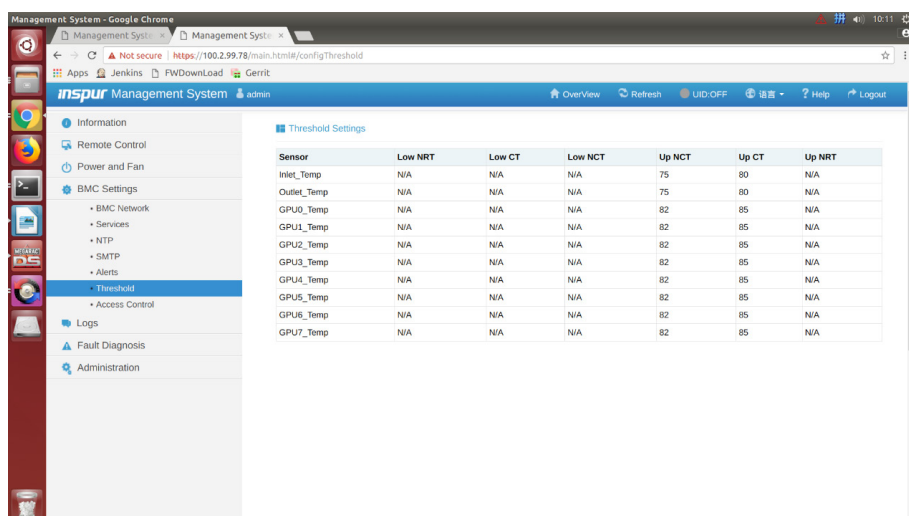 Management System - Google Chrome
拼 10:11
Management Syste × Management Syste ×
Not secure | https://100.2.99.78/main.html#/configThreshold
Apps Jenkins FWDownLoad Gerrit
inspur Management System admin OverView Refresh UID:OFF 语言 ? Help Logout
Information
Remote Control
Power and Fan
BMC Settings
• BMC Network
• Services
• NTP
• SMTP
• Alerts
• Threshold
• Access Control
Logs
Fault Diagnosis
Administration
Threshold Settings
Sensor Low NRT Low CT Low NCT Up NCT Up CT Up NRT
Inlet_Temp N/A N/A N/A 75 80 N/A
Outlet_Temp N/A N/A N/A 75 80 N/A
GPU0_Temp N/A N/A N/A 82 85 N/A
GPU1_Temp N/A N/A N/A 82 85 N/A
GPU2_Temp N/A N/A N/A 82 85 N/A
GPU3_Temp N/A N/A N/A 82 85 N/A
GPU4_Temp N/A N/A N/A 82 85 N/A
GPU5_Temp N/A N/A N/A 82 85 N/A
GPU6_Temp N/A N/A N/A 82 85 N/A
GPU7_Temp N/A N/A N/A 82 85 N/A
MEGARAC